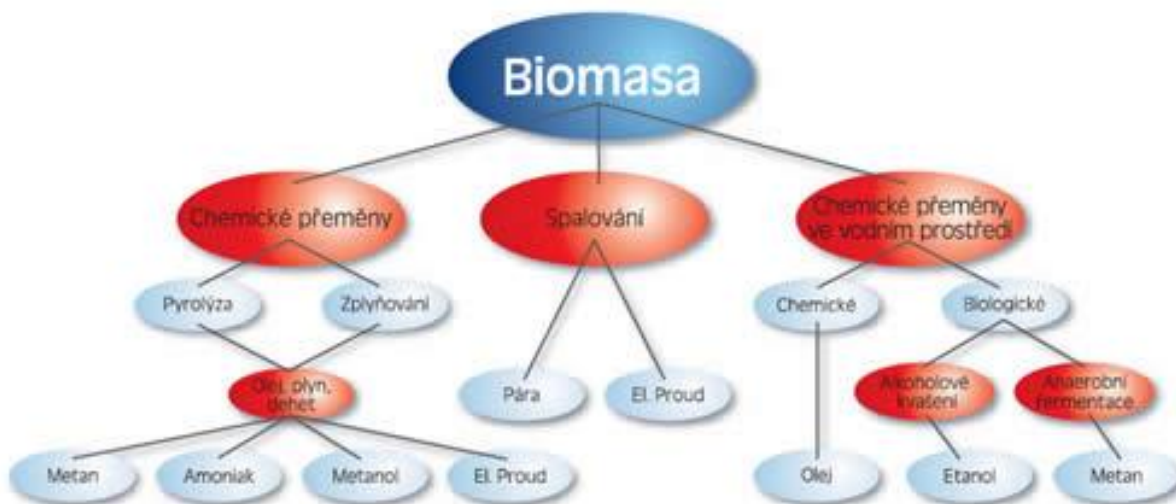 Biomasa
Chemické přeměny
Spalování
Chemické přeměny
ve vodním prostředí
Pyrolýza
Zplyňování
Chemické
Biologické
Olej, plyn,
dehet
Pára
El. Proud
Alkoholové
kvašení
Anaerobní
fermentace
Metan
Amoniak
Metanol
El. Proud
Olej
Etanol
Metan